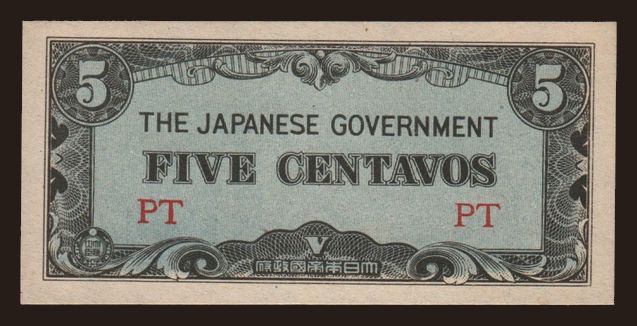 5 5
THE JAPANESE GOVERNMENT
FIVE CENTAVOS
PT PT
V
府政國帝本日大